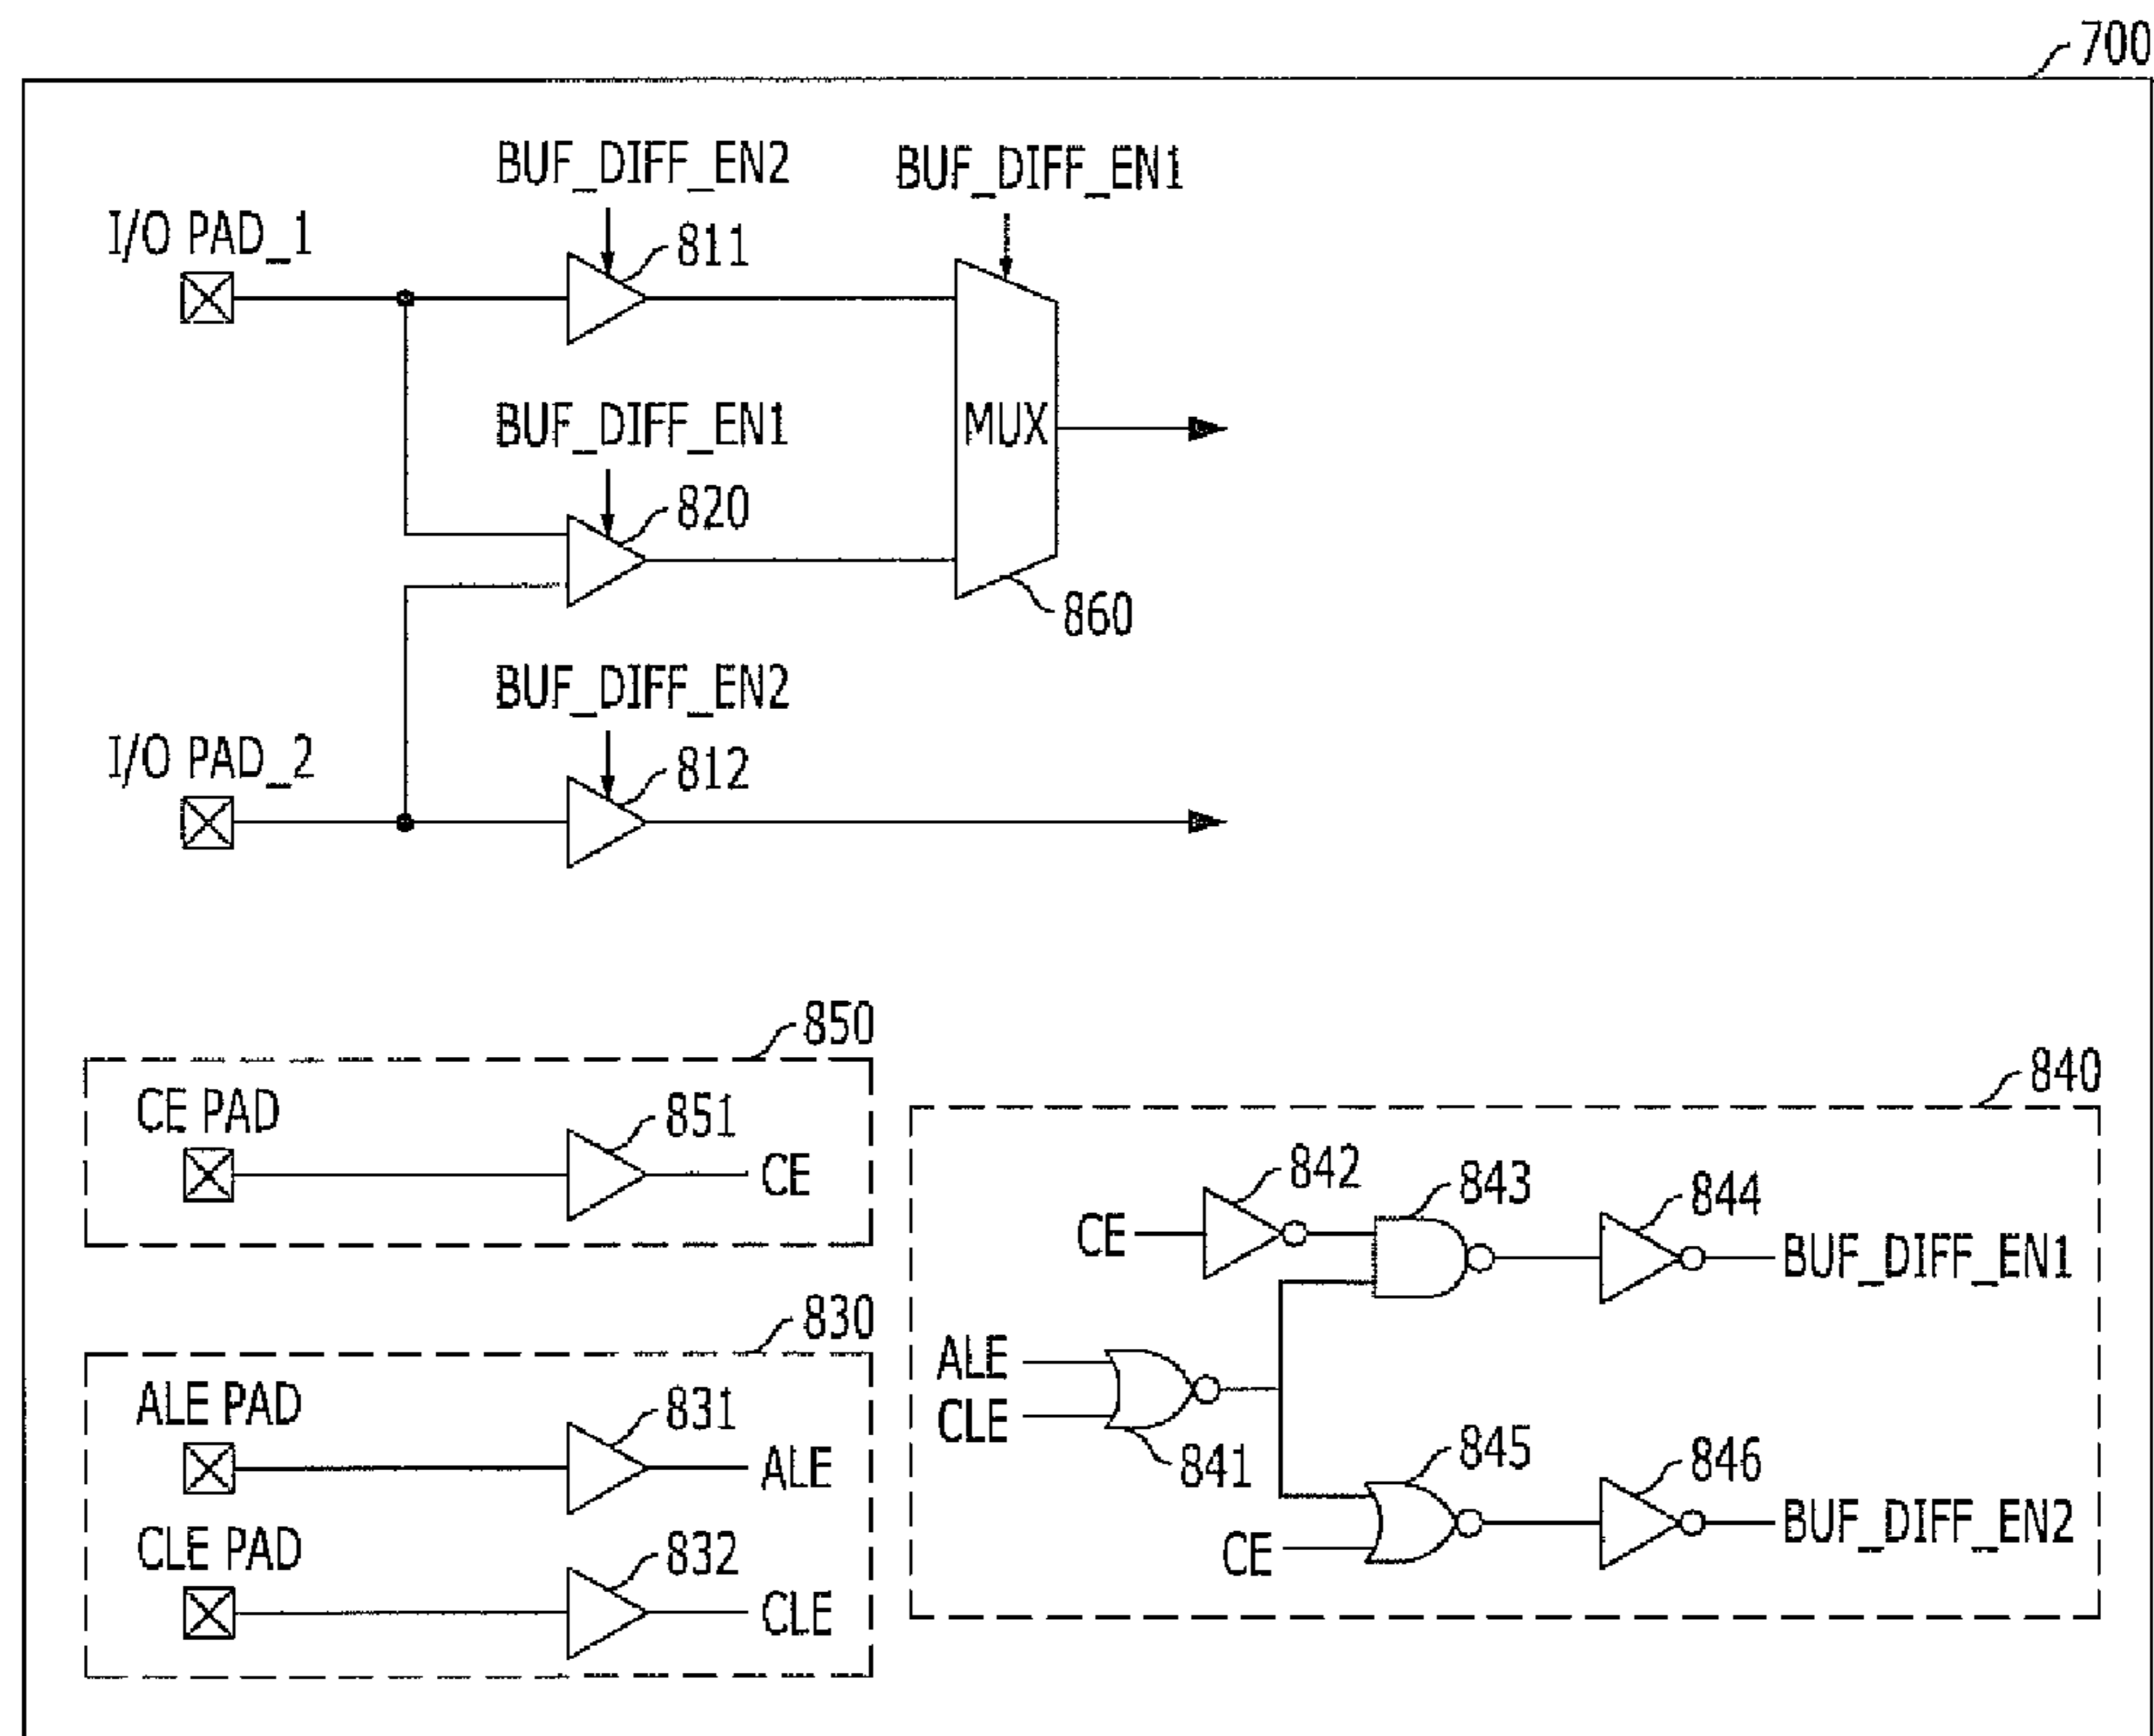 700
BUF_DIFF_EN2
BUF_DIFF_EN1
I/O PAD_1
811
BUF_DIFF_EN1
MUX
820
860
BUF_DIFF_EN2
I/O PAD_2
812
850
CE PAD
851
CE
830
ALE PAD
831
ALE
CLE PAD
832
CLE
840
842
843
844
CE
BUF_DIFF_EN1
ALE
CLE
841
845
846
CE
BUF_DIFF_EN2